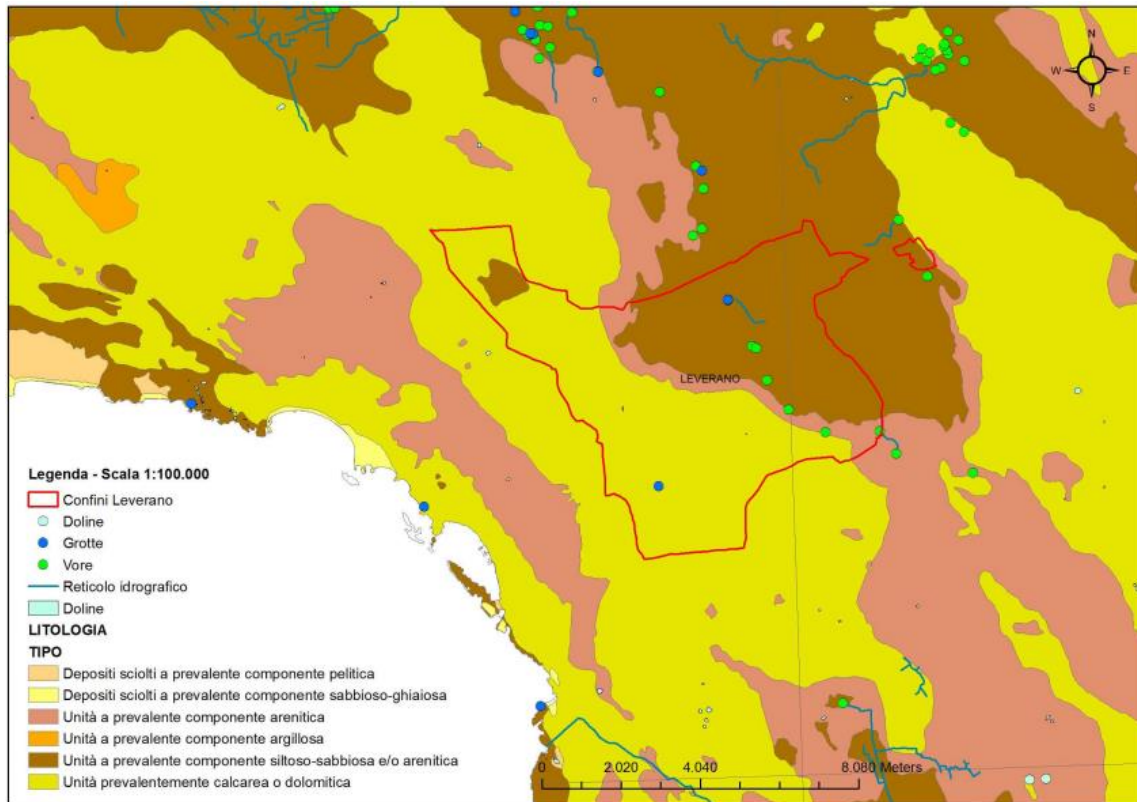 N
W E
S
LEVERANO
Legenda - Scala 1:100.000
Confini Leverano
Doline
Grotte
Vore
Reticolo idrografico
Doline
LITOLOGIA
TIPO
Depositi sciolti a prevalente componente pelitica
Depositi sciolti a prevalente componente sabbioso-ghiaiosa
Unità a prevalente componente arenitica
Unità a prevalente componente argillosa
Unità a prevalente componente siltoso-sabbiosa e/o arenitica
Unità prevalentemente calcarea o dolomitica
0 2.020 4.040 8.080 Meters